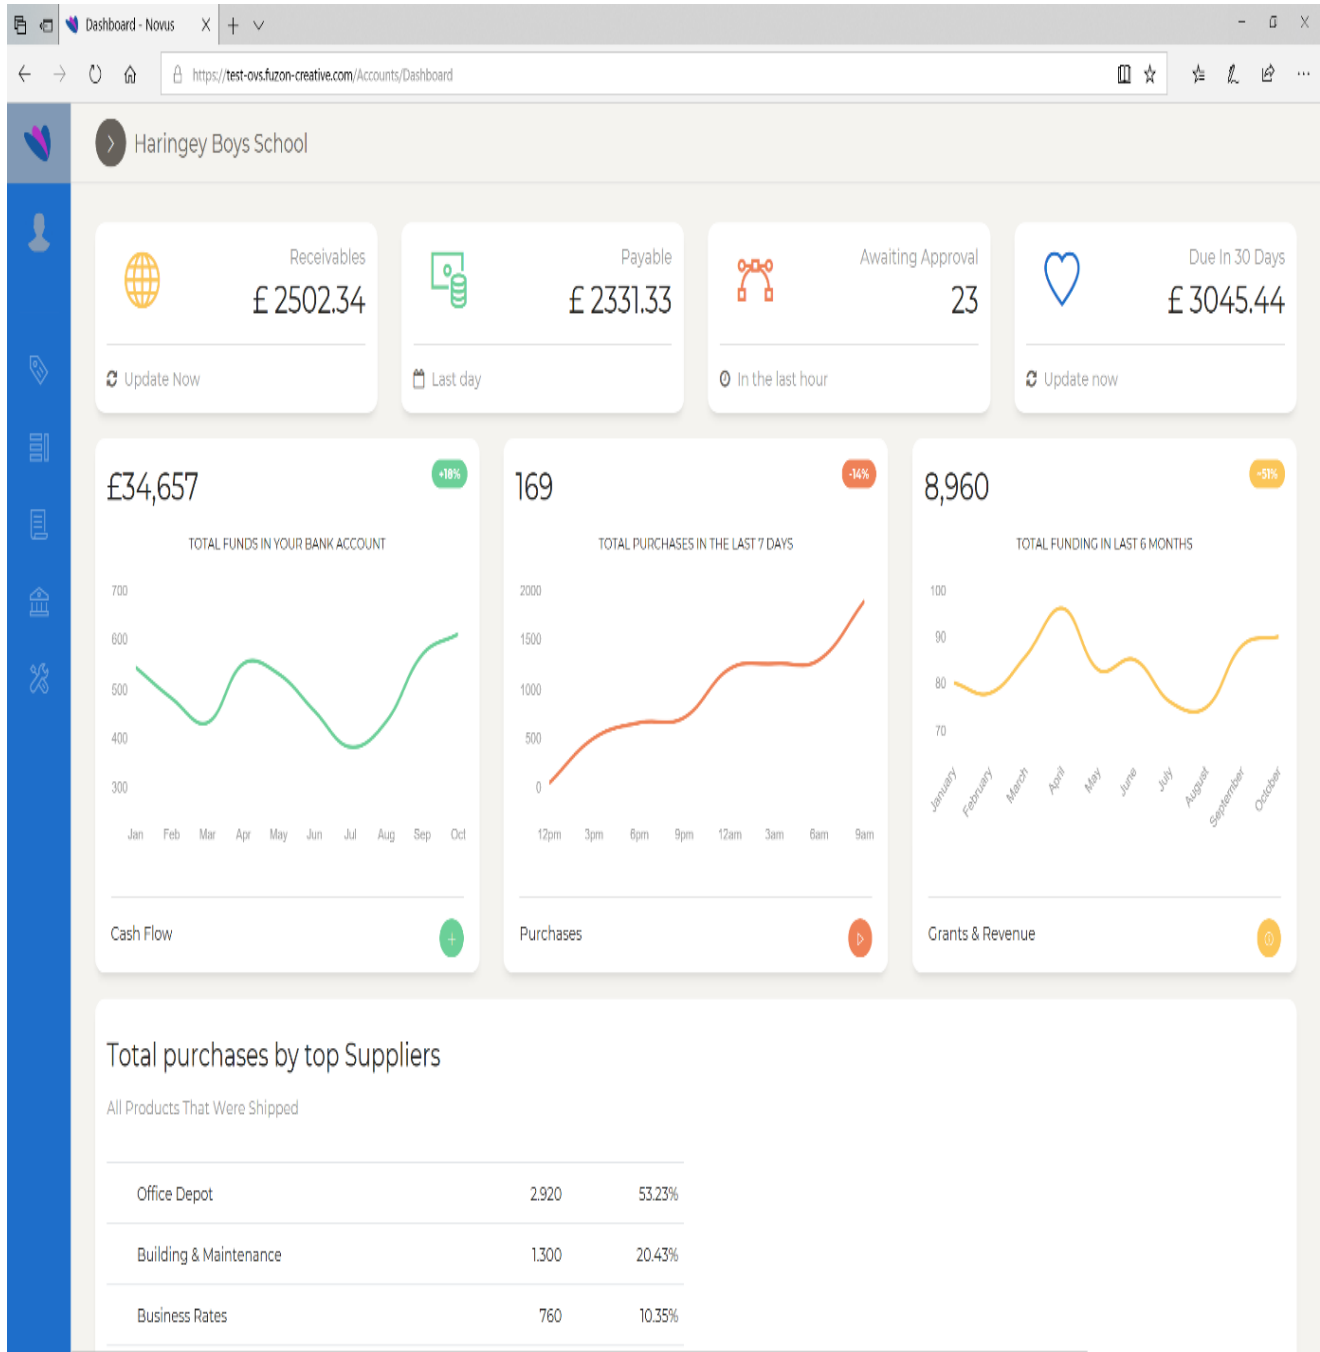 Dashboard - Novus
https://test-ovs.fuzon-creative.com/Accounts/Dashboard
Haringey Boys School
Receivables
£ 2502.34
Update Now
Payable
£ 2331.33
Last day
Awaiting Approval
23
In the last hour
Due In 30 Days
£ 3045.44
Update now
£34,657
+18%
TOTAL FUNDS IN YOUR BANK ACCOUNT
700
600
500
400
300
Jan Feb Mar Apr May Jun Jul Aug Sep Oct
Cash Flow
169
-14%
TOTAL PURCHASES IN THE LAST 7 DAYS
2000
1500
1000
500
0
12pm 3pm 6pm 9pm 12am 3am 6am 9am
Purchases
8,960
~51%
TOTAL FUNDING IN LAST 6 MONTHS
100
90
80
70
January February March April May June July August September October
Grants & Revenue
Total purchases by top Suppliers
All Products That Were Shipped
Office Depot 2.920 53.23%
Building & Maintenance 1.300 20.43%
Business Rates 760 10.35%